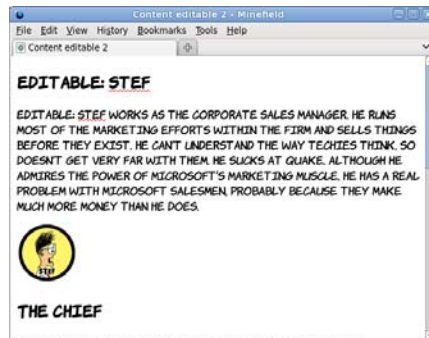 Content editable 2 - Minefield
File Edit View History Bookmarks Tools Help
Content editable 2
EDITABLE: STEF
EDITABLE: STEF WORKS AS THE CORPORATE SALES MANAGER. HE RUNS
MOST OF THE MARKETING EFFORTS WITHIN THE FIRM AND SELLS THINGS
BEFORE THEY EXIST. HE CAN'T UNDERSTAND THE WAY TECHIES THINK, SO
DOESN'T GET VERY FAR WITH THEM. HE SUCKS AT QUAKE. ALTHOUGH HE
ADMIRES THE POWER OF MICROSOFT'S MARKETING MUSCLE, HE HAS A REAL
PROBLEM WITH MICROSOFT SALESMEN, PROBABLY BECAUSE THEY MAKE
MUCH MORE MONEY THAN HE DOES.
STEF
THE CHIEF